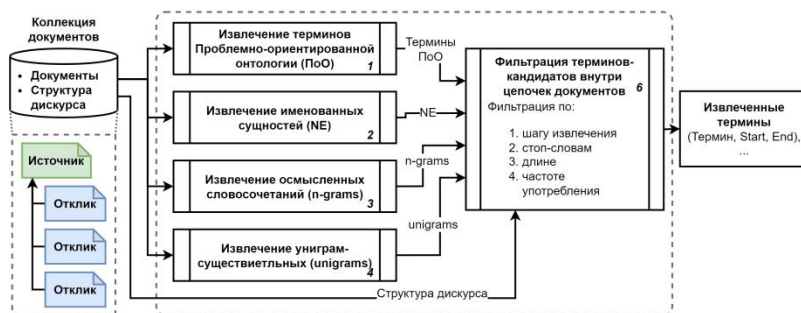 Коллекция
документов
• Документы
• Структура
дискурса
Источник
Отклик
Отклик
Отклик
Извлечение терминов
Проблемно-ориентированной
онтологии (ПоО)
1
Извлечение именованных
сущностей (NE)
2
Извлечение осмысленных
словосочетаний (n-grams)
3
Извлечение униграм-
существиетльных (unigrams)
4
Термины
ПоО
NE
n-grams
unigrams
Структура дискурса
Фильтрация терминов-
кандидатов внутри
цепочек документов
6
Фильтрация по:
1. шагу извлечения
2. стоп-словам
3. длине
4. частоте
употребления
Извлеченные
термины
(Термин, Start, End),
...